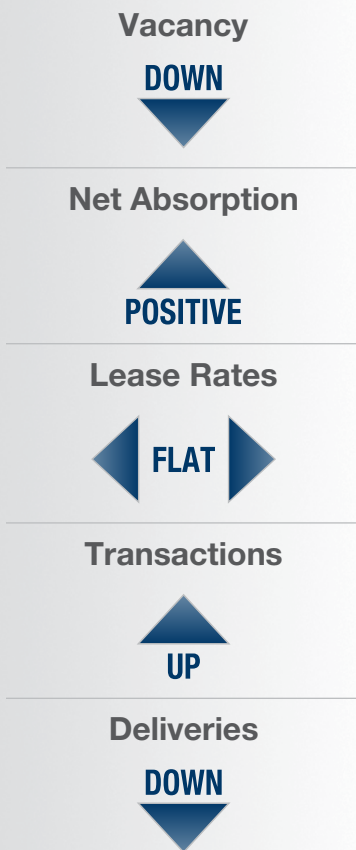 Vacancy
DOWN
Net Absorption
POSITIVE
Lease Rates
FLAT
Transactions
UP
Deliveries
DOWN